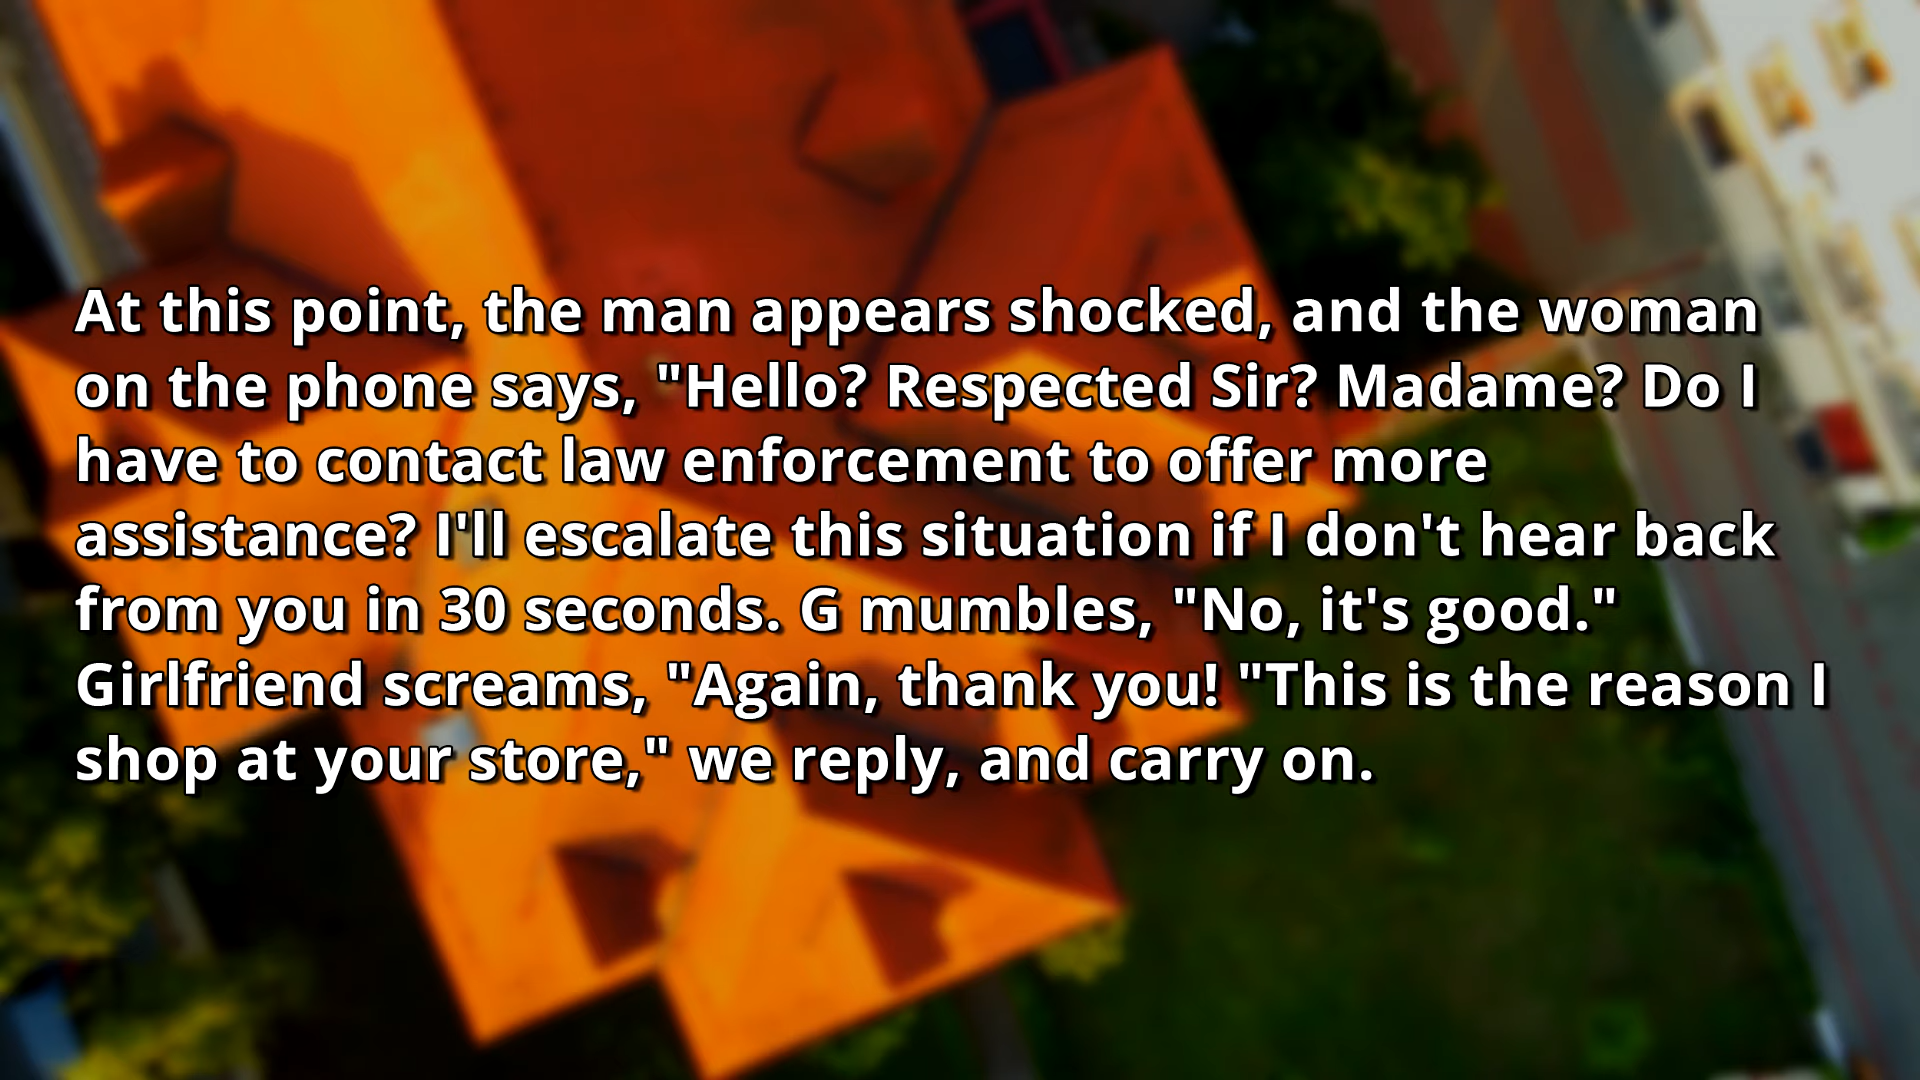 At this point, the man appears shocked, and the woman
on the phone says, "Hello? Respected Sir? Madame? Do I
have to contact law enforcement to offer more
assistance? I'll escalate this situation if I don't hear back
from you in 30 seconds. G mumbles, "No, it's good."
Girlfriend screams, "Again, thank you! "This is the reason I
shop at your store," we reply, and carry on.